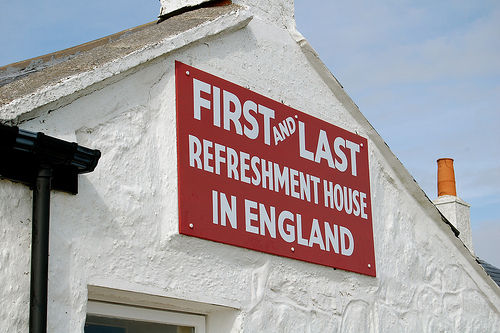 FIRST AND LAST
REFRESHMENT HOUSE
IN ENGLAND